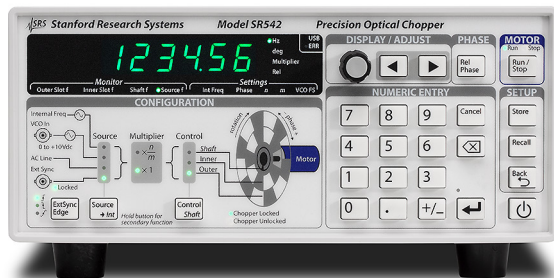 SRS Stanford Research Systems Model SR542 Precision Optical Chopper
1234.56
Hz
deg
Multiplier
Rel
USB
ERR
Monitor
Settings
Outer Slot f Inner Slot f Shaft f Source f Int Freq Phase n m VCO FS
DISPLAY / ADJUST
PHASE
Rel
Phase
MOTOR
Run Stop
Run /
Stop
CONFIGURATION
Internal Freq
VCO In
0 to +10Vdc
AC Line
Ext Sync
Locked
ExtSync
Edge
Source
Source
→ Int
Multiplier
× n
m
× 1
Hold button for
secondary function
Control
Shaft
Inner
Outer
Control
Shaft
rotation
phase +
Motor
Chopper Locked
Chopper Unlocked
NUMERIC ENTRY
7 8 9 Cancel
4 5 6
1 2 3
0 . +/−
SETUP
Store
Recall
Back